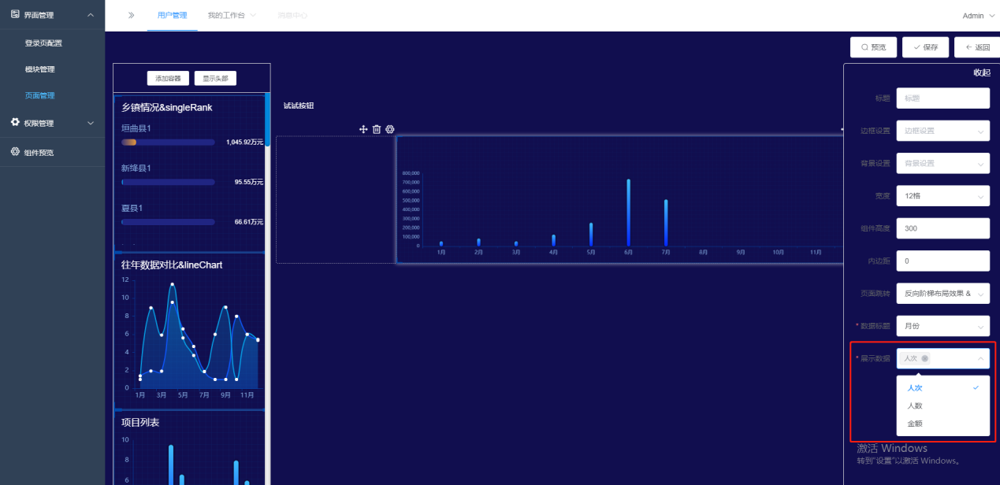 界面管理
登录页配置
模块管理
页面管理
权限管理
组件预览
用户管理
我的工作台
消息中心
Admin
预览
保存
返回
添加容器
显示头部
乡镇情况&singleRank
垣曲县1
1,045.92万元
新绛县1
95.55万元
夏县1
66.61万元
往年数据对比&lineChart
12
10
8
6
4
2
0
1月 3月 5月 7月 9月 11月
项目列表
10
8
6
试试按钮
800,000
700,000
600,000
500,000
400,000
300,000
200,000
100,000
0
1月 2月 3月 4月 5月 6月 7月 8月 9月 10月 11月
收起
标题 标题
边框设置 边框设置
背景设置 背景设置
宽度 12格
组件高度 300
内边距 0
页面跳转 反向阶梯布局效果 &
* 数据标题 月份
* 展示数据 人次
人次
人数
金额
激活 Windows
转到"设置"以激活 Windows。